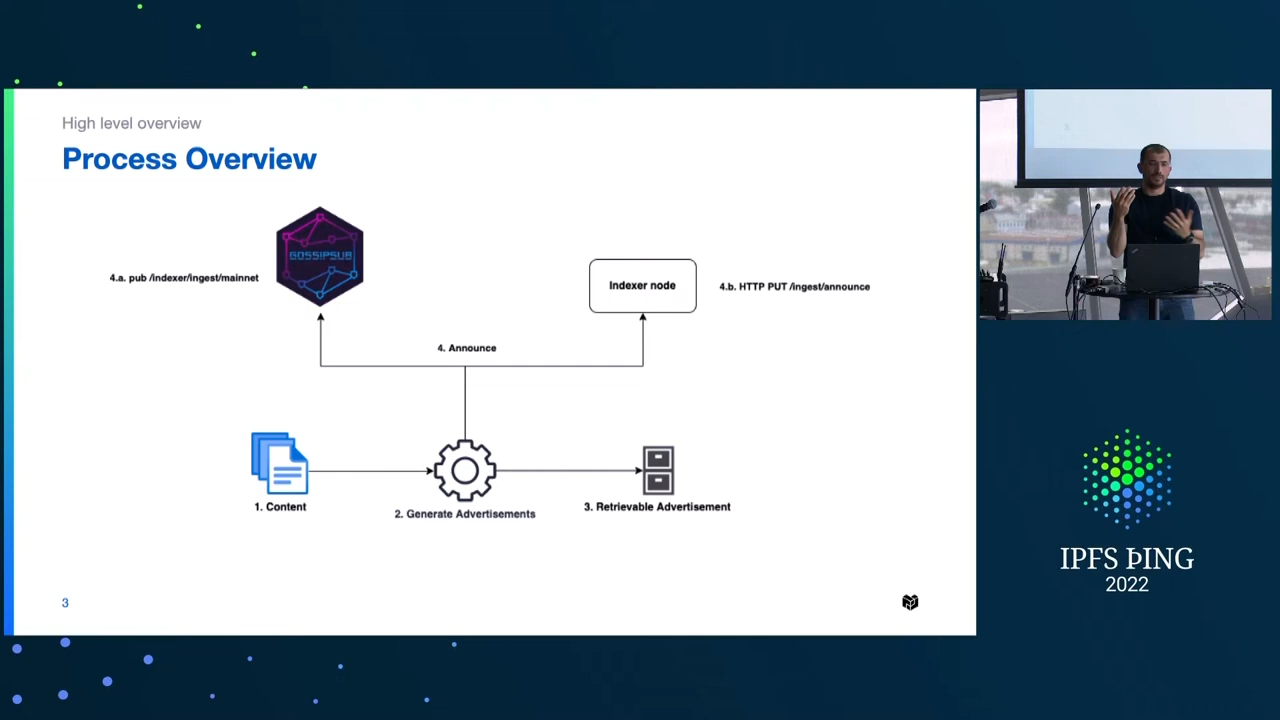 High level overview
Process Overview
GOSSIPSUB
4.a. pub /indexer/ingest/mainnet
Indexer node
4.b. HTTP PUT /ingest/announce
4. Announce
1. Content
2. Generate Advertisements
3. Retrievable Advertisement
3
IPFS ÞING
2022